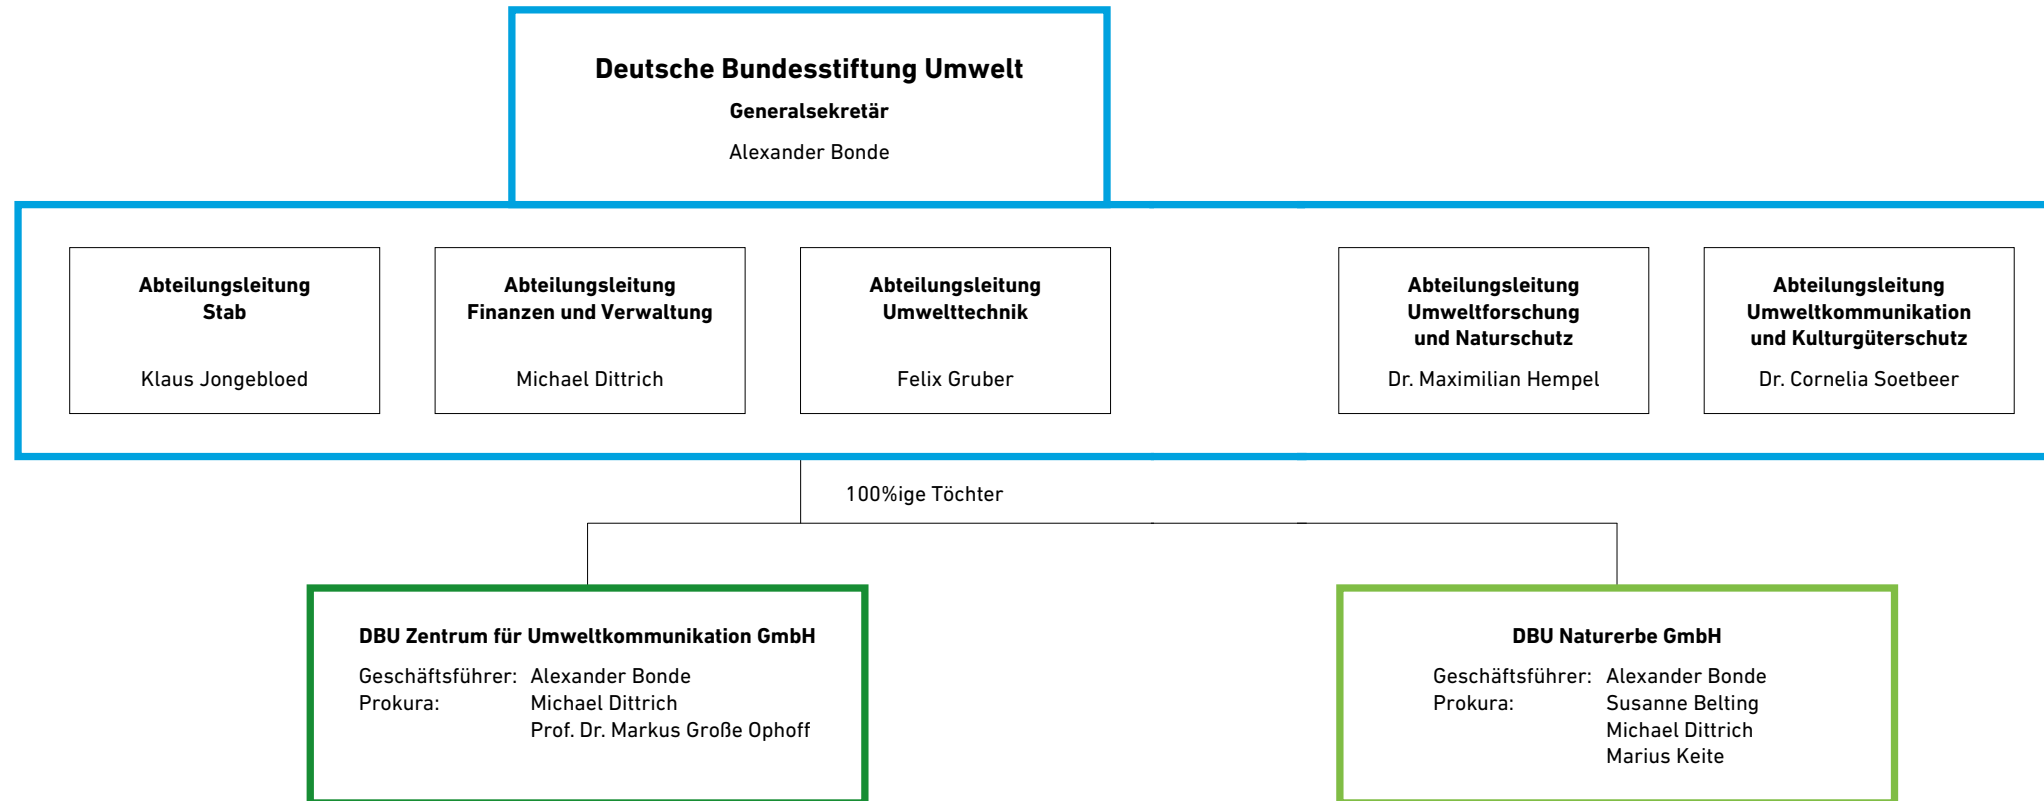 Deutsche Bundesstiftung Umwelt
Generalsekretär
Alexander Bonde
Abteilungsleitung
Stab
Klaus Jongebloed
Abteilungsleitung
Finanzen und Verwaltung
Michael Dittrich
Abteilungsleitung
Umwelttechnik
Felix Gruber
Abteilungsleitung
Umweltforschung
und Naturschutz
Dr. Maximilian Hempel
Abteilungsleitung
Umweltkommunikation
und Kulturgüterschutz
Dr. Cornelia Soetbeer
100%ige Töchter
DBU Zentrum für Umweltkommunikation GmbH
Geschäftsführer: Alexander Bonde
Prokura: Michael Dittrich
Prof. Dr. Markus Große Ophoff
DBU Naturerbe GmbH
Geschäftsführer: Alexander Bonde
Prokura: Susanne Belting
Michael Dittrich
Marius Keite